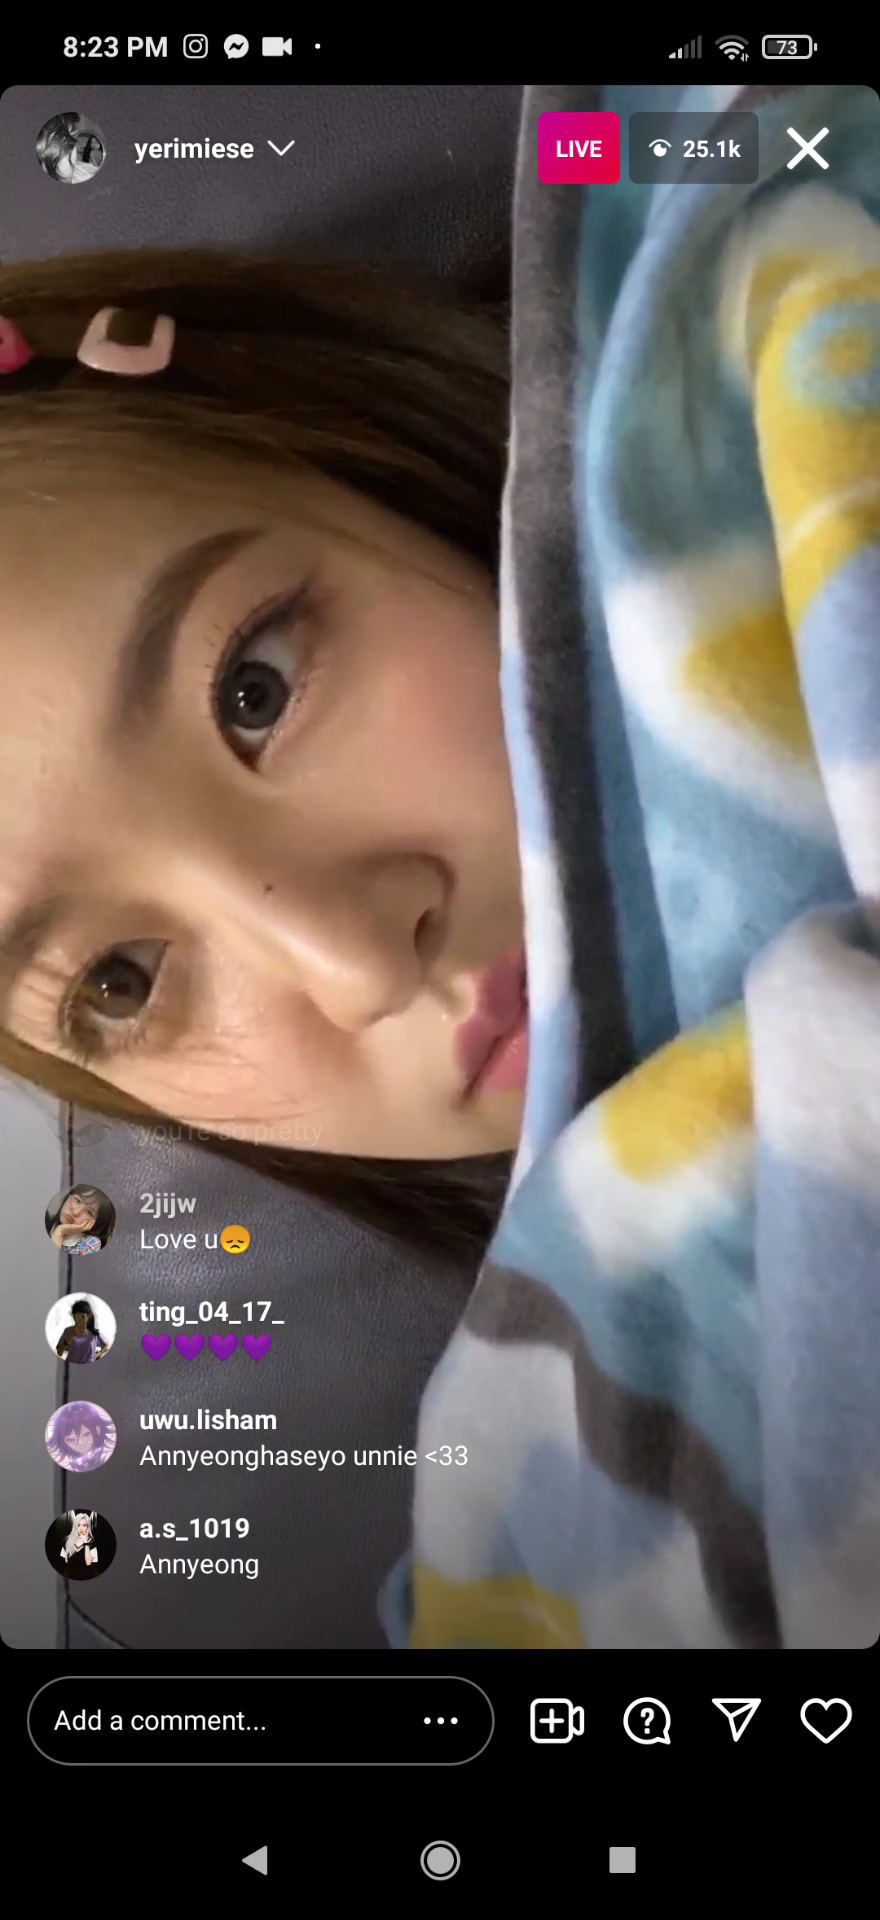 8:23 PM
73
yerimiese
LIVE
25.1k
you're so pretty
2jijw
Love u😞
ting_04_17_
💜💜💜💜
uwu.lisham
Annyeonghaseyo unnie <33
a.s_1019
Annyeong
Add a comment...